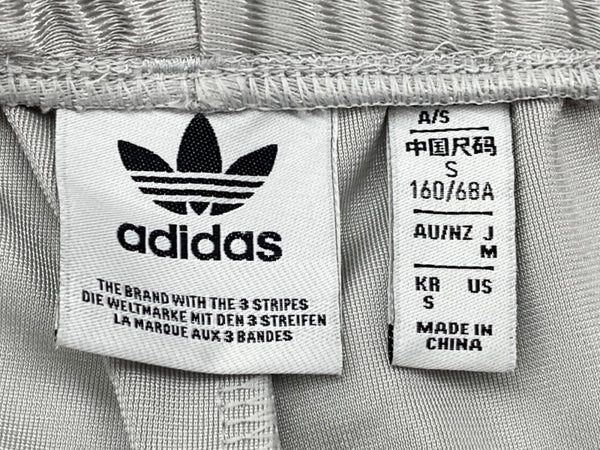 adidas
THE BRAND WITH THE 3 STRIPES
DIE WELTMARKE MIT DEN 3 STREIFEN
LA MARQUE AUX 3 BANDES
A/S
中国尺码
S
160/68A
AU/NZ J
M
KR US
S
MADE IN
CHINA